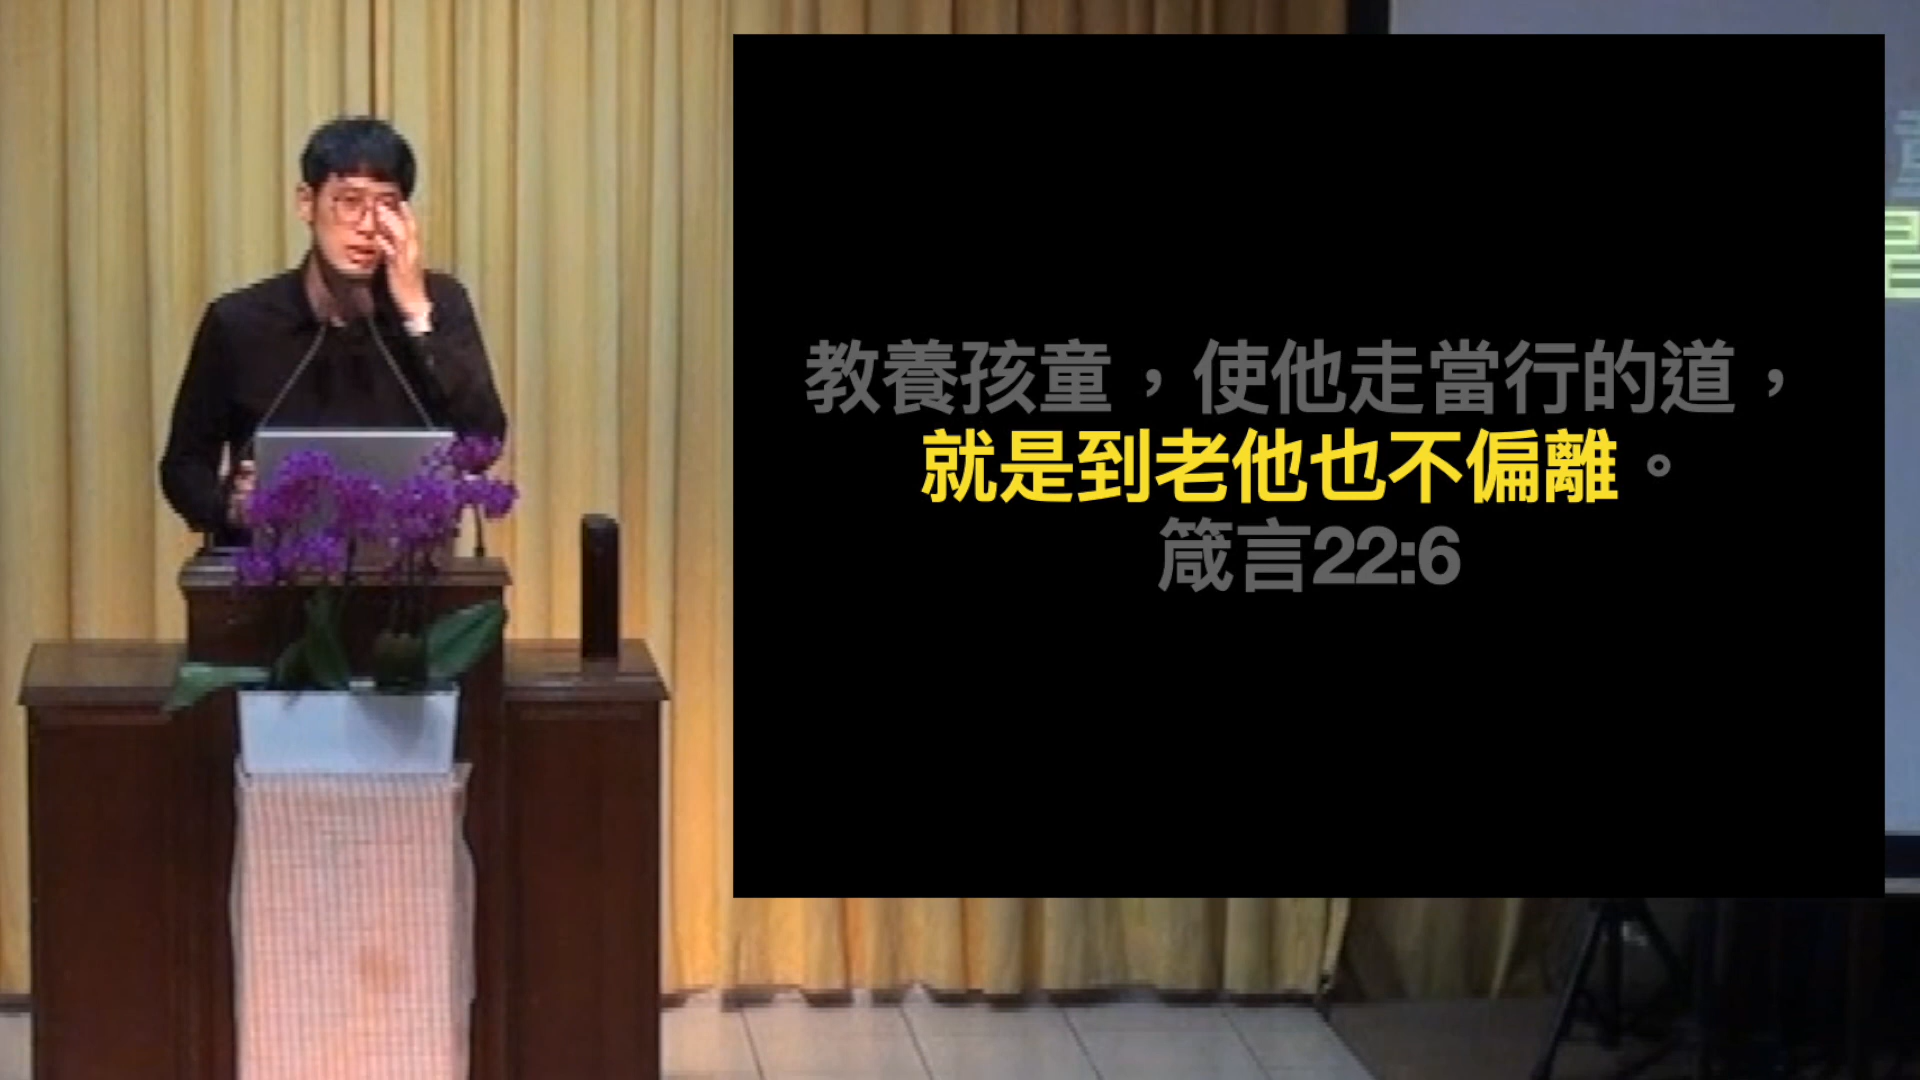 教養孩童，使他走當行的道，
就是到老他也不偏離。
箴言22:6